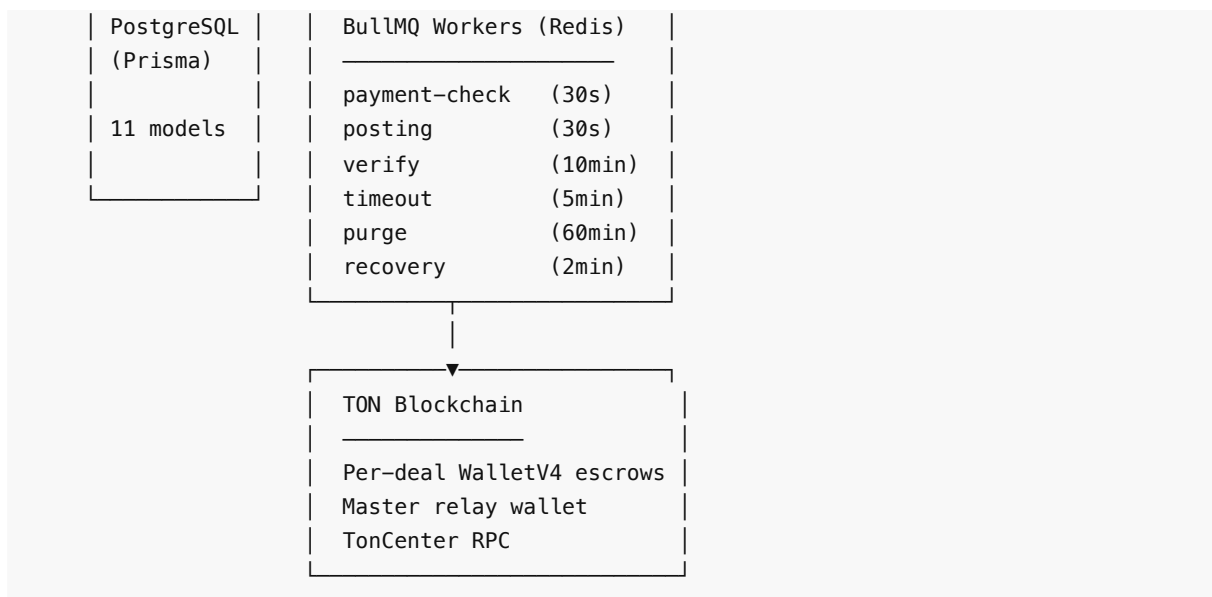 PostgreSQL BullMQ Workers (Redis)
(Prisma)
payment-check (30s)
11 models posting (30s)
verify (10min)
timeout (5min)
purge (60min)
recovery (2min)
TON Blockchain
Per-deal WalletV4 escrows
Master relay wallet
TonCenter RPC